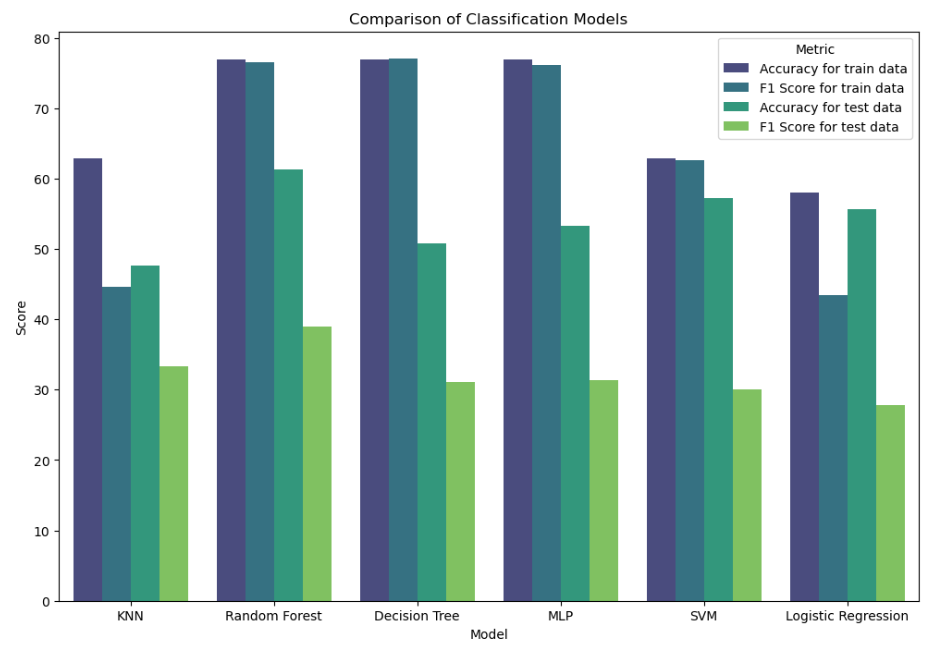 Comparison of Classification Models
Metric
Accuracy for train data
F1 Score for train data
Accuracy for test data
F1 Score for test data
Score
80
70
60
50
40
30
20
10
0
KNN Random Forest Decision Tree MLP SVM Logistic Regression
Model